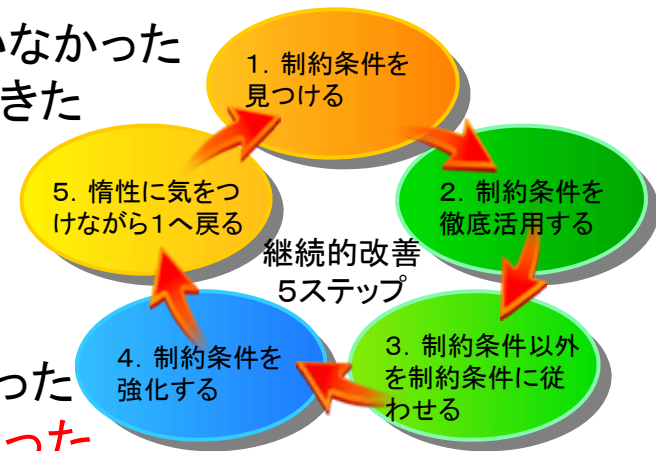 いなかった
きた
1．制約条件を
見つける
2．制約条件を
徹底活用する
3．制約条件以外
を制約条件に従
わせる
4．制約条件を
強化する
5．惰性に気をつ
けながら1へ戻る
継続的改善
5ステップ
った
った